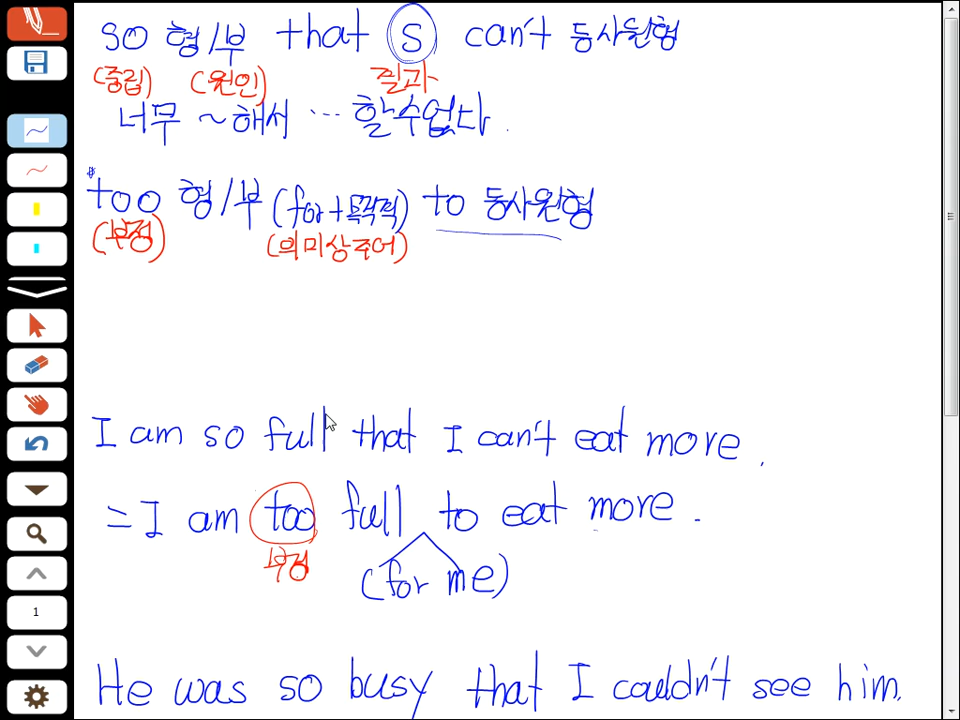 so 형/부 that S can't 동사원형
(중립) (원인) 결과
너무 ~해서 … 할수없다.
too 형/부 (for+목적격) to 동사원형
(부정) (의미상주어)
I am so full that I can't eat more.
= I am too full to eat more.
부정 (for me)
1
He was so busy that I couldn't see him.